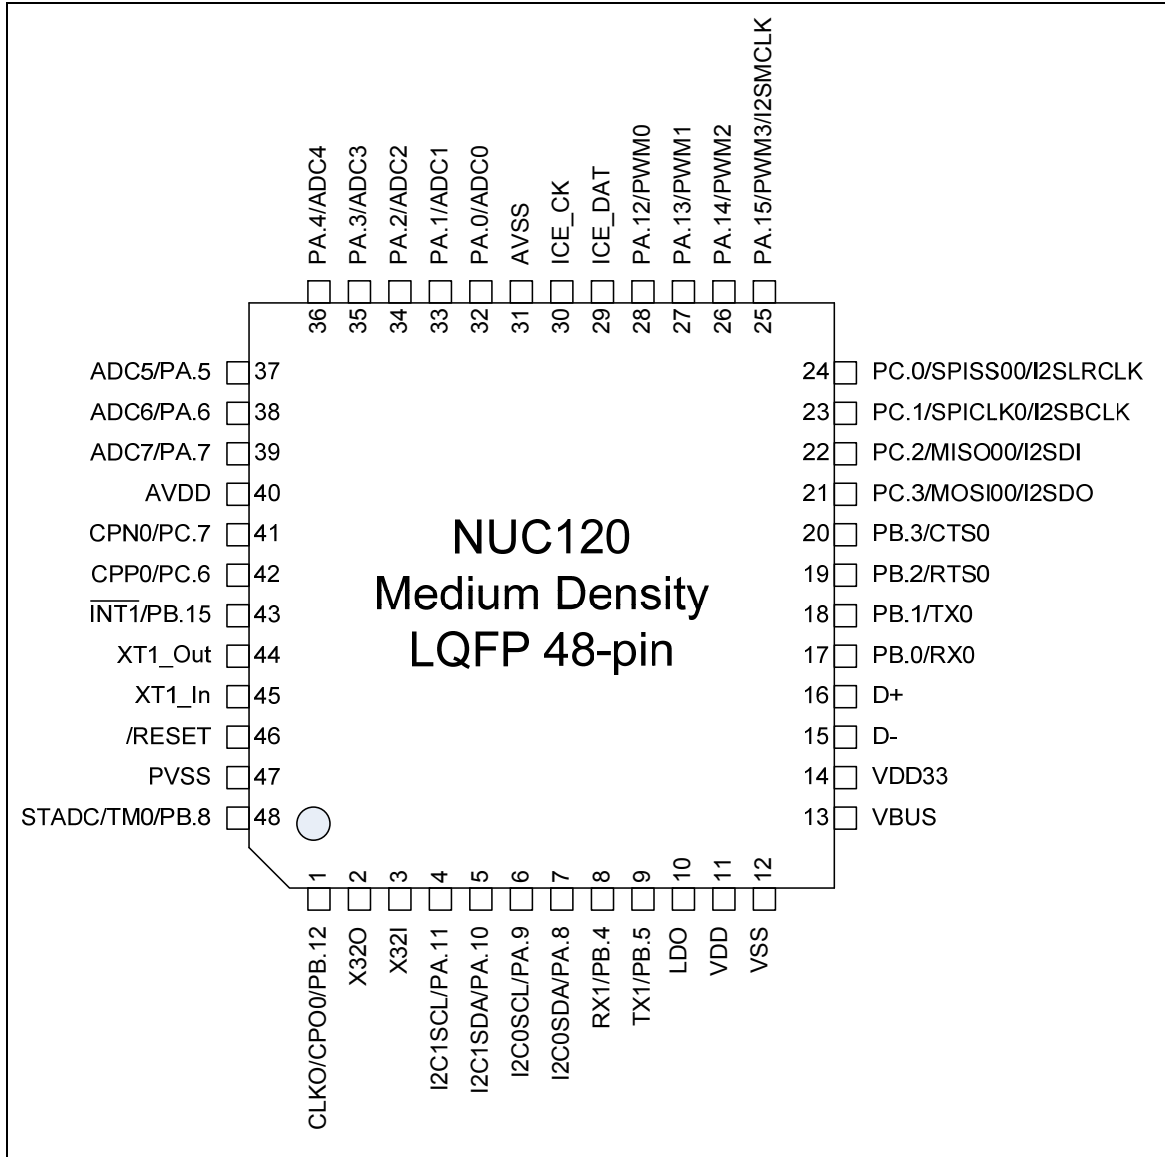 PA.4/ADC4
PA.3/ADC3
PA.2/ADC2
PA.1/ADC1
PA.0/ADC0
AVSS
ICE_CK
ICE_DAT
PA.12/PWM0
PA.13/PWM1
PA.14/PWM2
PA.15/PWM3/I2SMCLK
36
35
34
33
32
31
30
29
28
27
26
25
ADC5/PA.5 37
ADC6/PA.6 38
ADC7/PA.7 39
AVDD 40
CPN0/PC.7 41
CPP0/PC.6 42
INT1/PB.15 43
XT1_Out 44
XT1_In 45
/RESET 46
PVSS 47
STADC/TM0/PB.8 48
NUC120
Medium Density
LQFP 48-pin
24 PC.0/SPISS00/I2SLRCLK
23 PC.1/SPICLK0/I2SBCLK
22 PC.2/MISO00/I2SDI
21 PC.3/MOSI00/I2SDO
20 PB.3/CTS0
19 PB.2/RTS0
18 PB.1/TX0
17 PB.0/RX0
16 D+
15 D-
14 VDD33
13 VBUS
1
2
3
4
5
6
7
8
9
10
11
12
CLKO/CPO0/PB.12
X32O
X32I
I2C1SCL/PA.11
I2C1SDA/PA.10
I2C0SCL/PA.9
I2C0SDA/PA.8
RX1/PB.4
TX1/PB.5
LDO
VDD
VSS